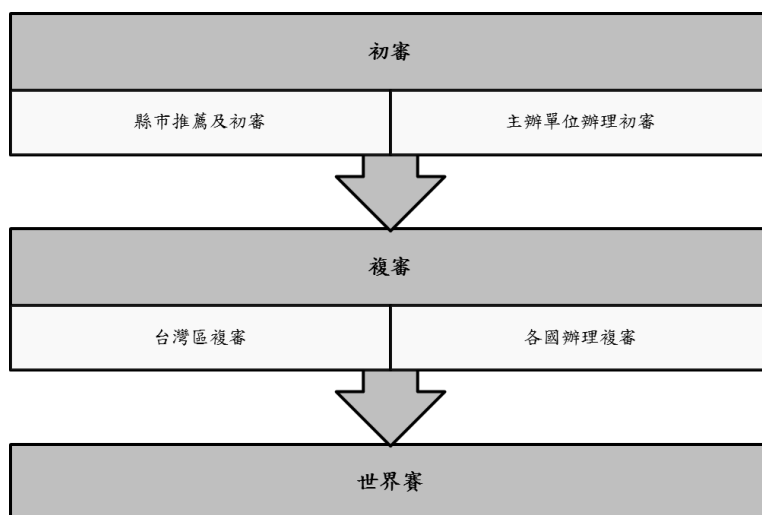 初審
縣市推薦及初審
主辦單位辦理初審
複審
台灣區複審
各國辦理複審
世界賽